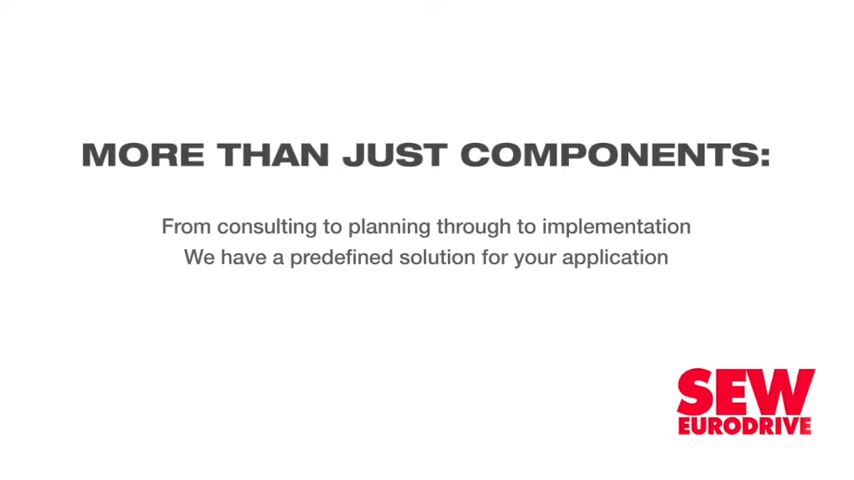 MORE THAN JUST COMPONENTS:
From consulting to planning through to implementation
We have a predefined solution for your application
SEW
EURODRIVE